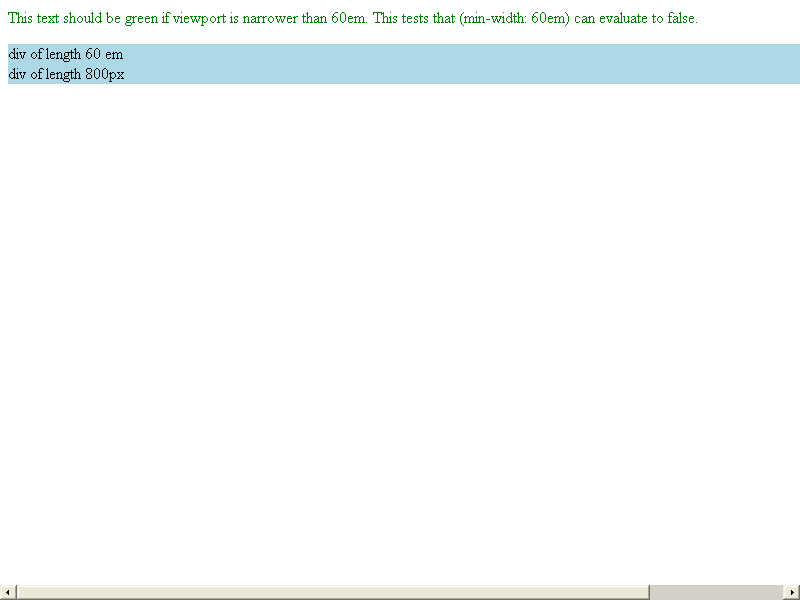 This text should be green if viewport is narrower than 60em. This tests that (min-width: 60em) can evaluate to false.
div of length 60 em
div of length 800px